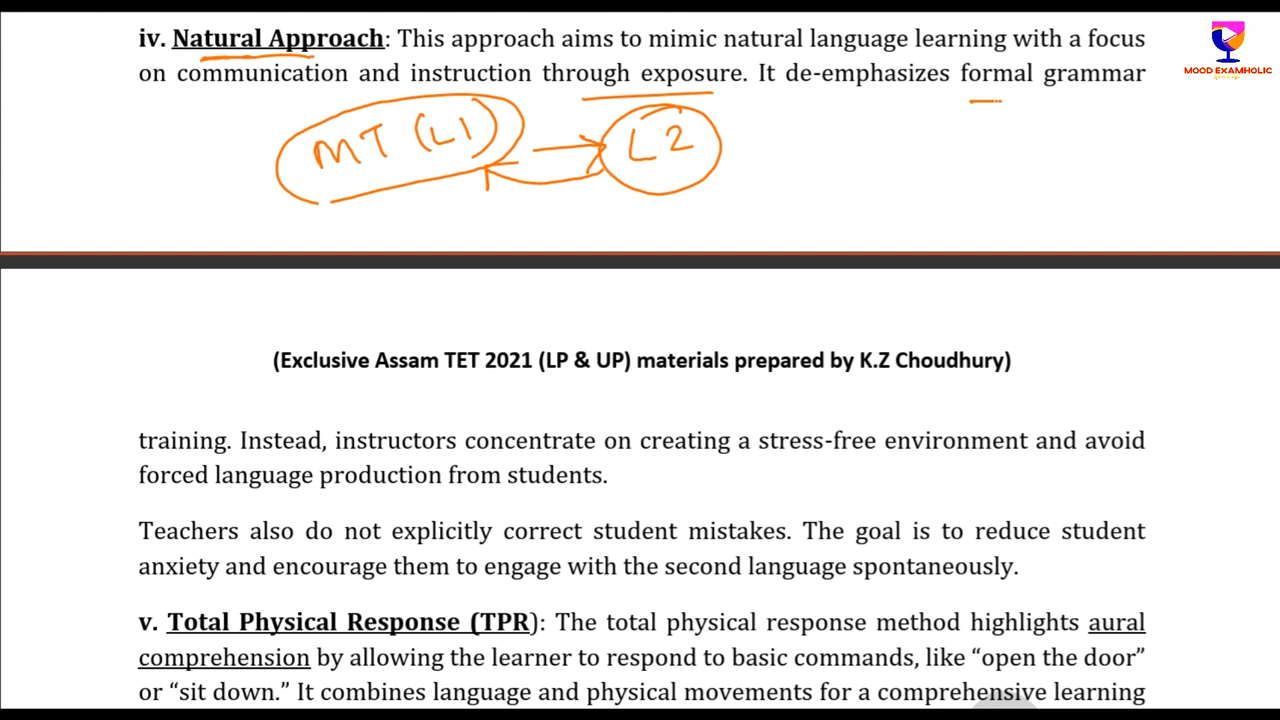 iv. Natural Approach: This approach aims to mimic natural language learning with a focus
on communication and instruction through exposure. It de-emphasizes formal grammar
MOOD EXAMHOLIC
MT (L1) L2
(Exclusive Assam TET 2021 (LP & UP) materials prepared by K.Z Choudhury)
training. Instead, instructors concentrate on creating a stress-free environment and avoid
forced language production from students.
Teachers also do not explicitly correct student mistakes. The goal is to reduce student
anxiety and encourage them to engage with the second language spontaneously.
v. Total Physical Response (TPR): The total physical response method highlights aural
comprehension by allowing the learner to respond to basic commands, like “open the door”
or “sit down.” It combines language and physical movements for a comprehensive learning